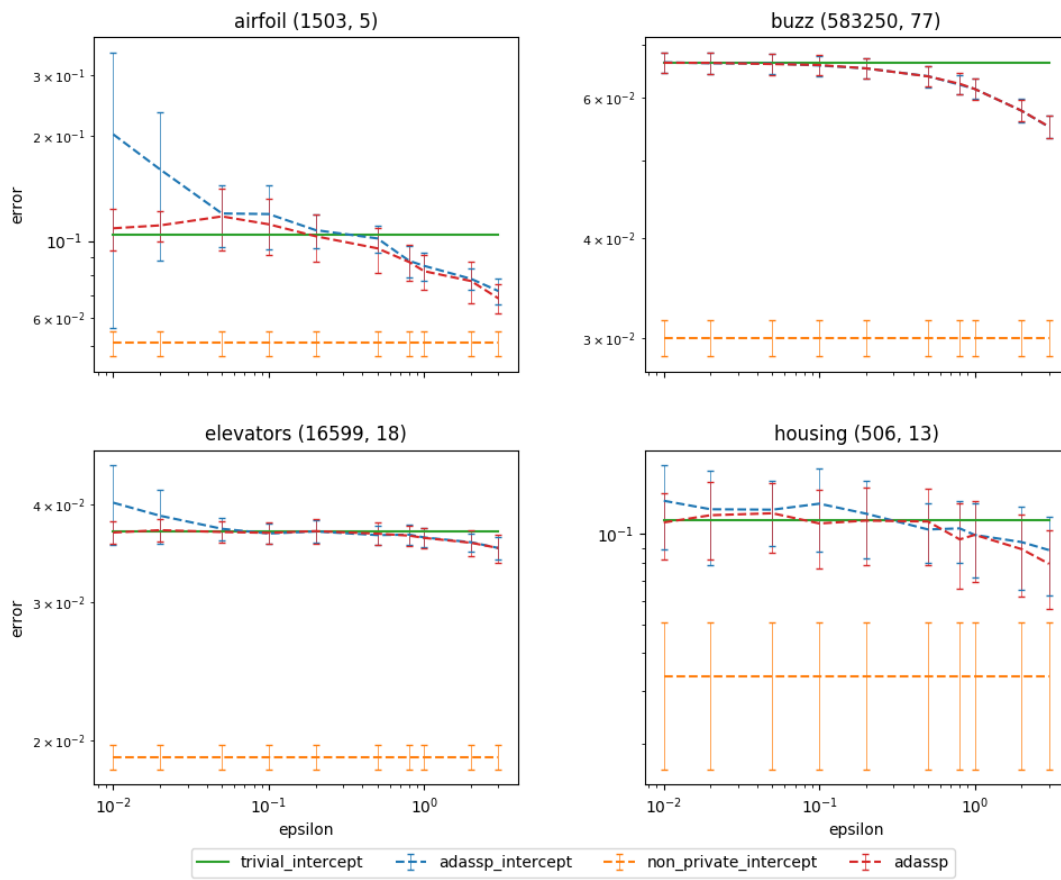 airfoil (1503, 5)
buzz (583250, 77)
3 × 10⁻¹
2 × 10⁻¹
10⁻¹
6 × 10⁻²
error
6 × 10⁻²
4 × 10⁻²
3 × 10⁻²
elevators (16599, 18)
housing (506, 13)
4 × 10⁻²
3 × 10⁻²
2 × 10⁻²
error
10⁻¹
10⁻² 10⁻¹ 10⁰
epsilon
10⁻² 10⁻¹ 10⁰
epsilon
trivial_intercept adassp_intercept non_private_intercept adassp